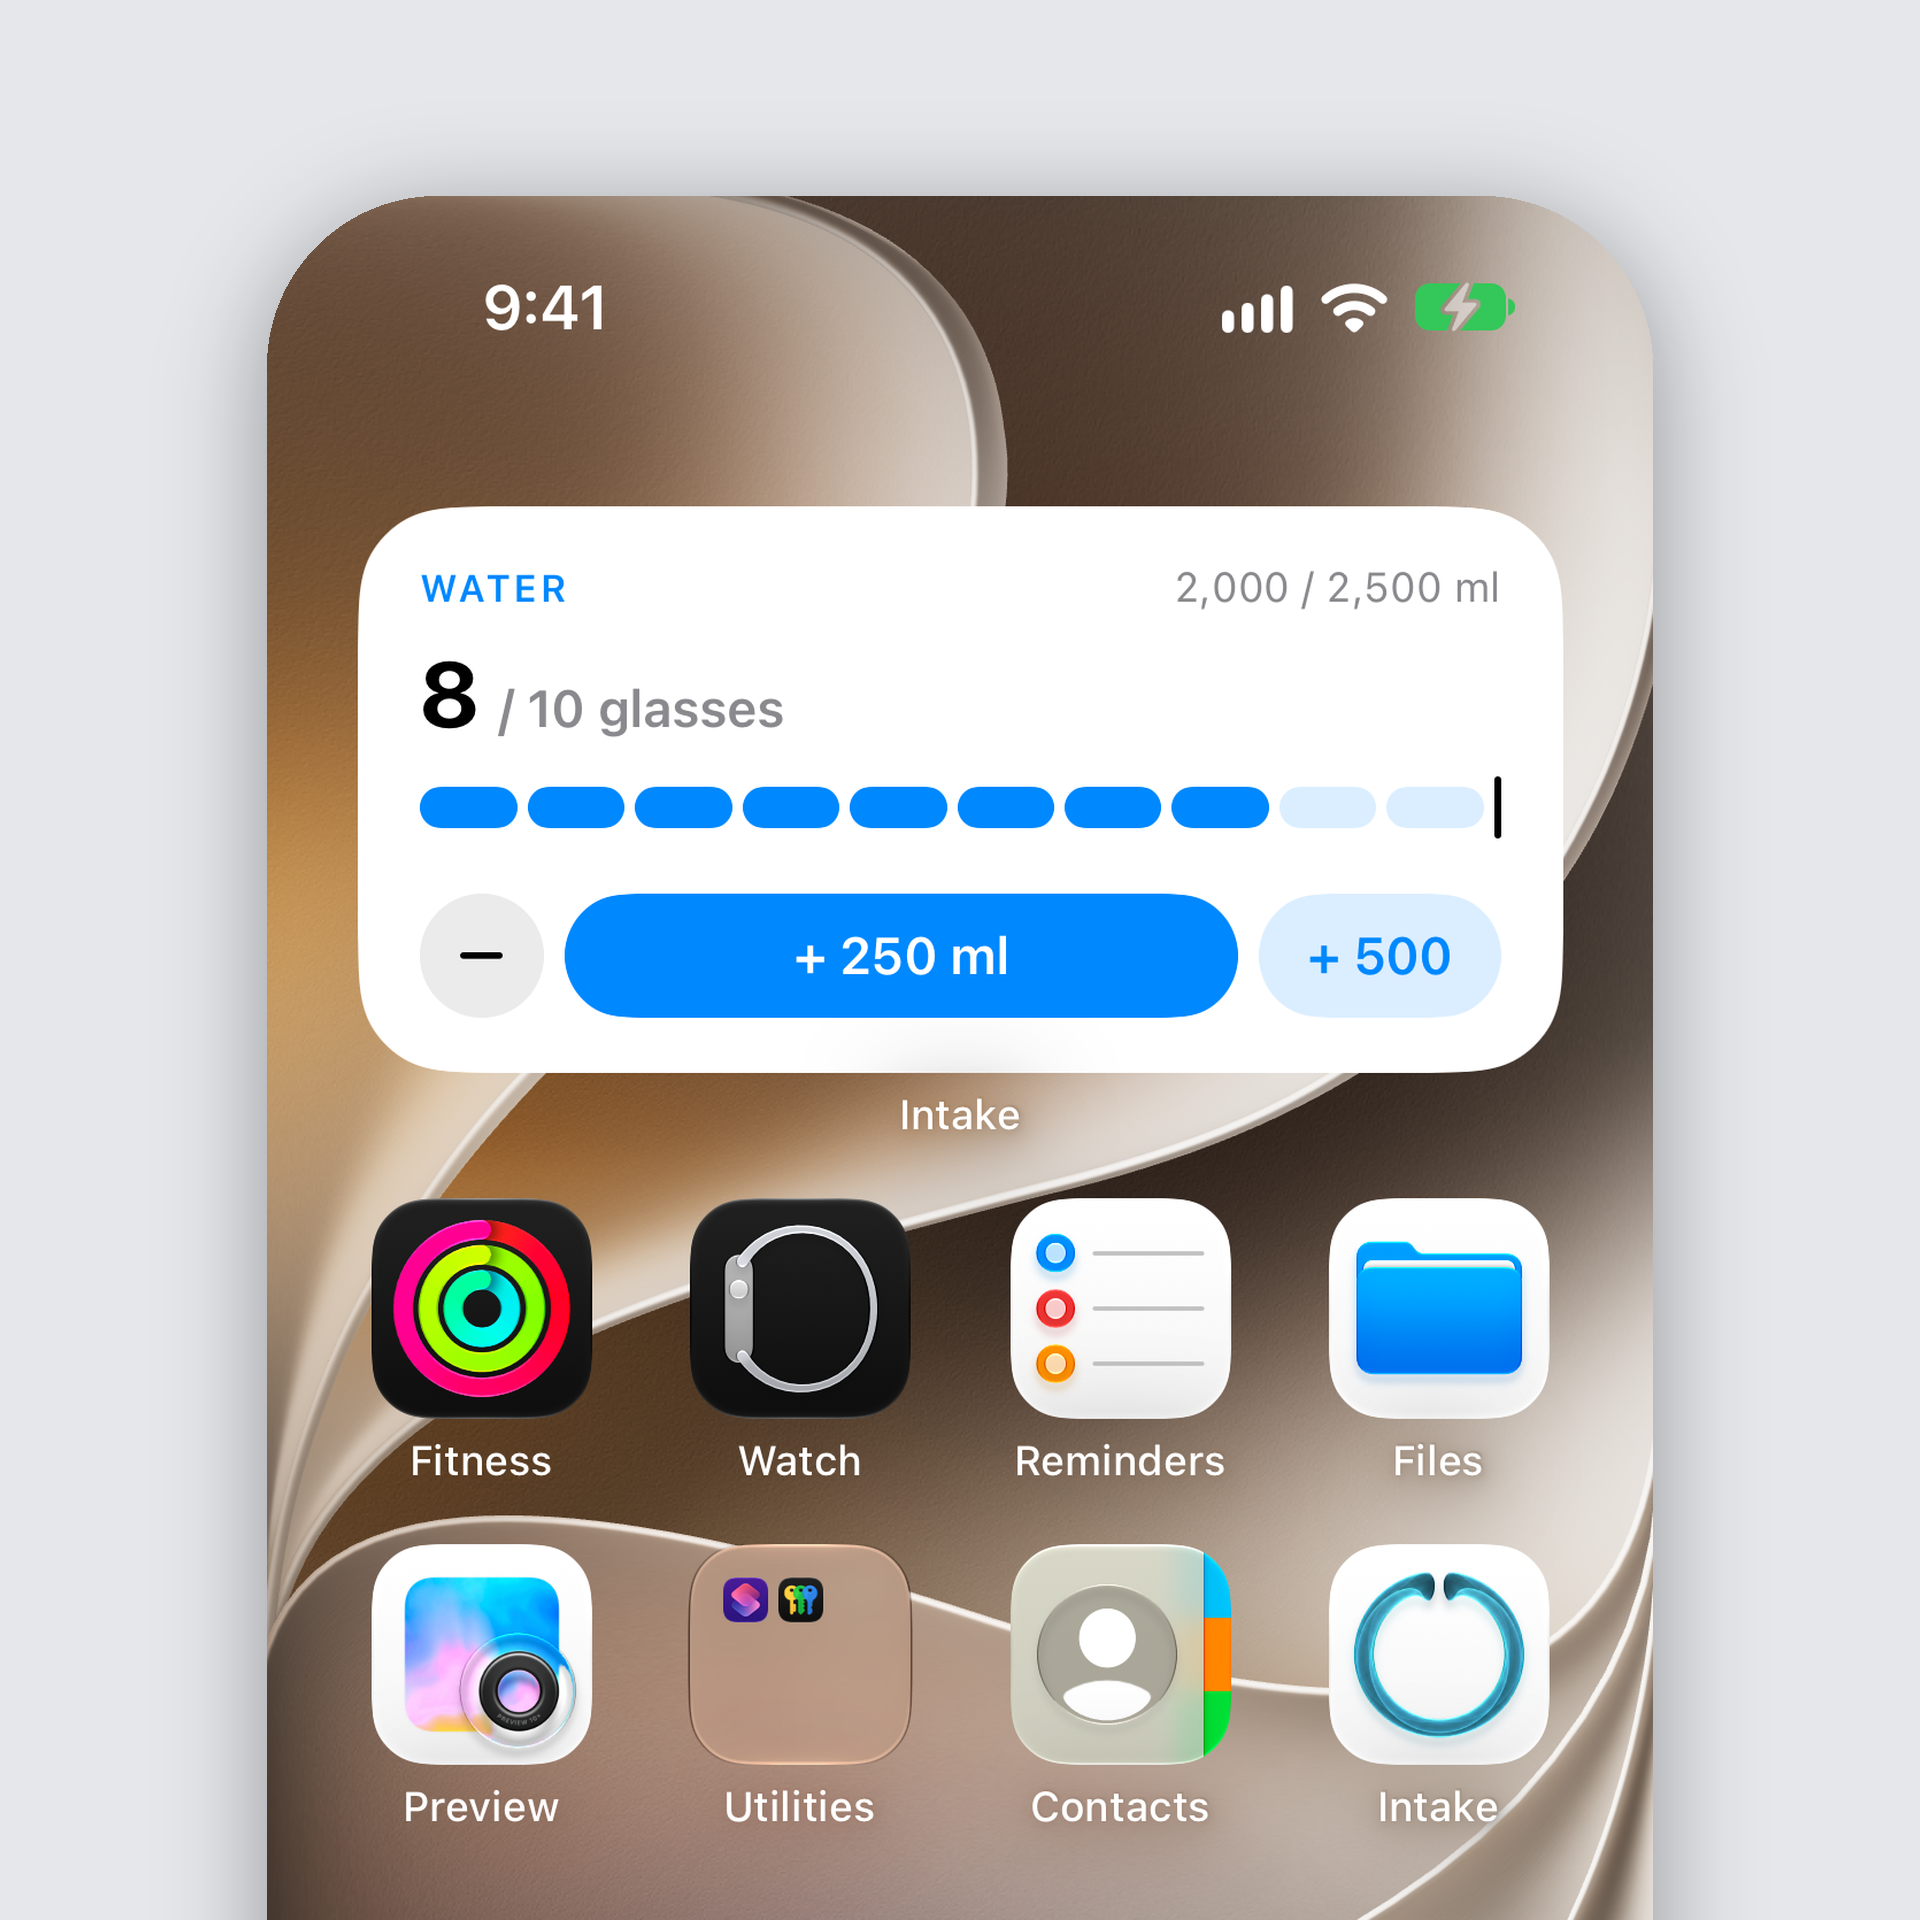 9:41
WATER
2,000 / 2,500 ml
8 / 10 glasses
+ 250 ml
+ 500
Intake
Fitness
Watch
Reminders
Files
Preview
Utilities
Contacts
Intake